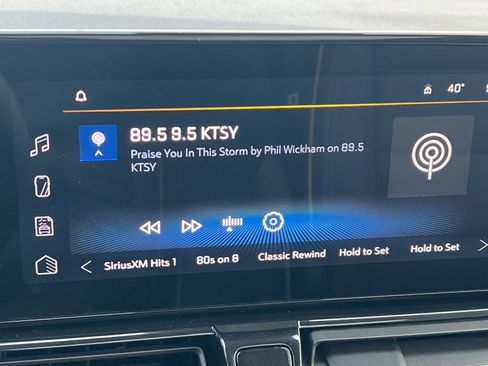 40°
89.5 9.5 KTSY
Praise You In This Storm by Phil Wickham on 89.5
KTSY
SiriusXM Hits 1 80s on 8 Classic Rewind Hold to Set Hold to Set